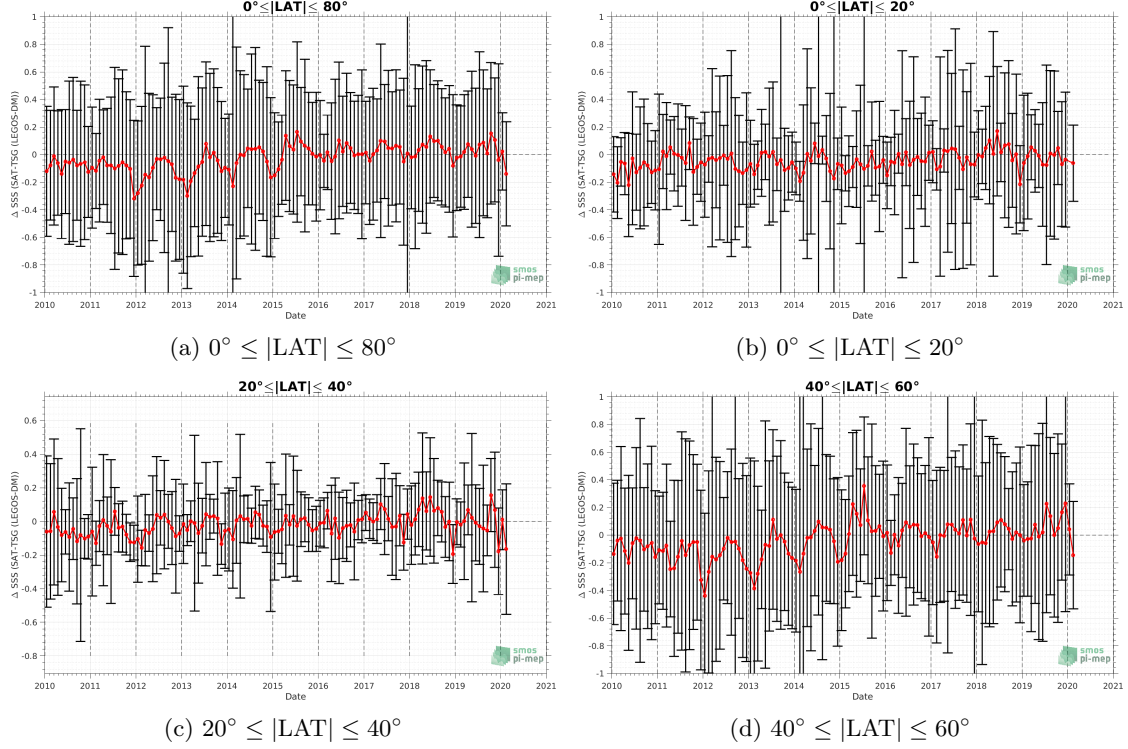 0°≤|LAT|≤ 80°
Δ SSS (SAT-TSG (LEGOS-DM))
1
0.8
0.6
0.4
0.2
0
-0.2
-0.4
-0.6
-0.8
-1
2010 2011 2012 2013 2014 2015 2016 2017 2018 2019 2020 2021
Date
smos
pi-mep
(a) 0° ≤ |LAT| ≤ 80°
0°≤|LAT|≤ 20°
Δ SSS (SAT-TSG (LEGOS-DM))
1
0.8
0.6
0.4
0.2
0
-0.2
-0.4
-0.6
-0.8
-1
2010 2011 2012 2013 2014 2015 2016 2017 2018 2019 2020 2021
Date
smos
pi-mep
(b) 0° ≤ |LAT| ≤ 20°
20°≤|LAT|≤ 40°
Δ SSS (SAT-TSG (LEGOS-DM))
0.6
0.4
0.2
0
-0.2
-0.4
-0.6
-0.8
2010 2011 2012 2013 2014 2015 2016 2017 2018 2019 2020 2021
Date
smos
pi-mep
(c) 20° ≤ |LAT| ≤ 40°
40°≤|LAT|≤ 60°
Δ SSS (SAT-TSG (LEGOS-DM))
1
0.8
0.6
0.4
0.2
0
-0.2
-0.4
-0.6
-0.8
-1
2010 2011 2012 2013 2014 2015 2016 2017 2018 2019 2020 2021
Date
smos
pi-mep
(d) 40° ≤ |LAT| ≤ 60°